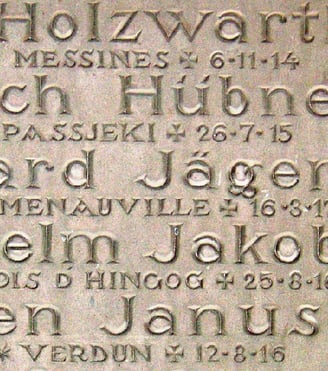 Holzwart
MESSINES ✠ 6·11·14
ch Hübne
PASSJEKI ✠ 26·7·15
ard Jäger
MENAUVILLE ✠ 16·3·1
elm Jakob
OIS D HINGOG ✠ 25·8·1
en Janus
VERDUN ✠ 12·8·16